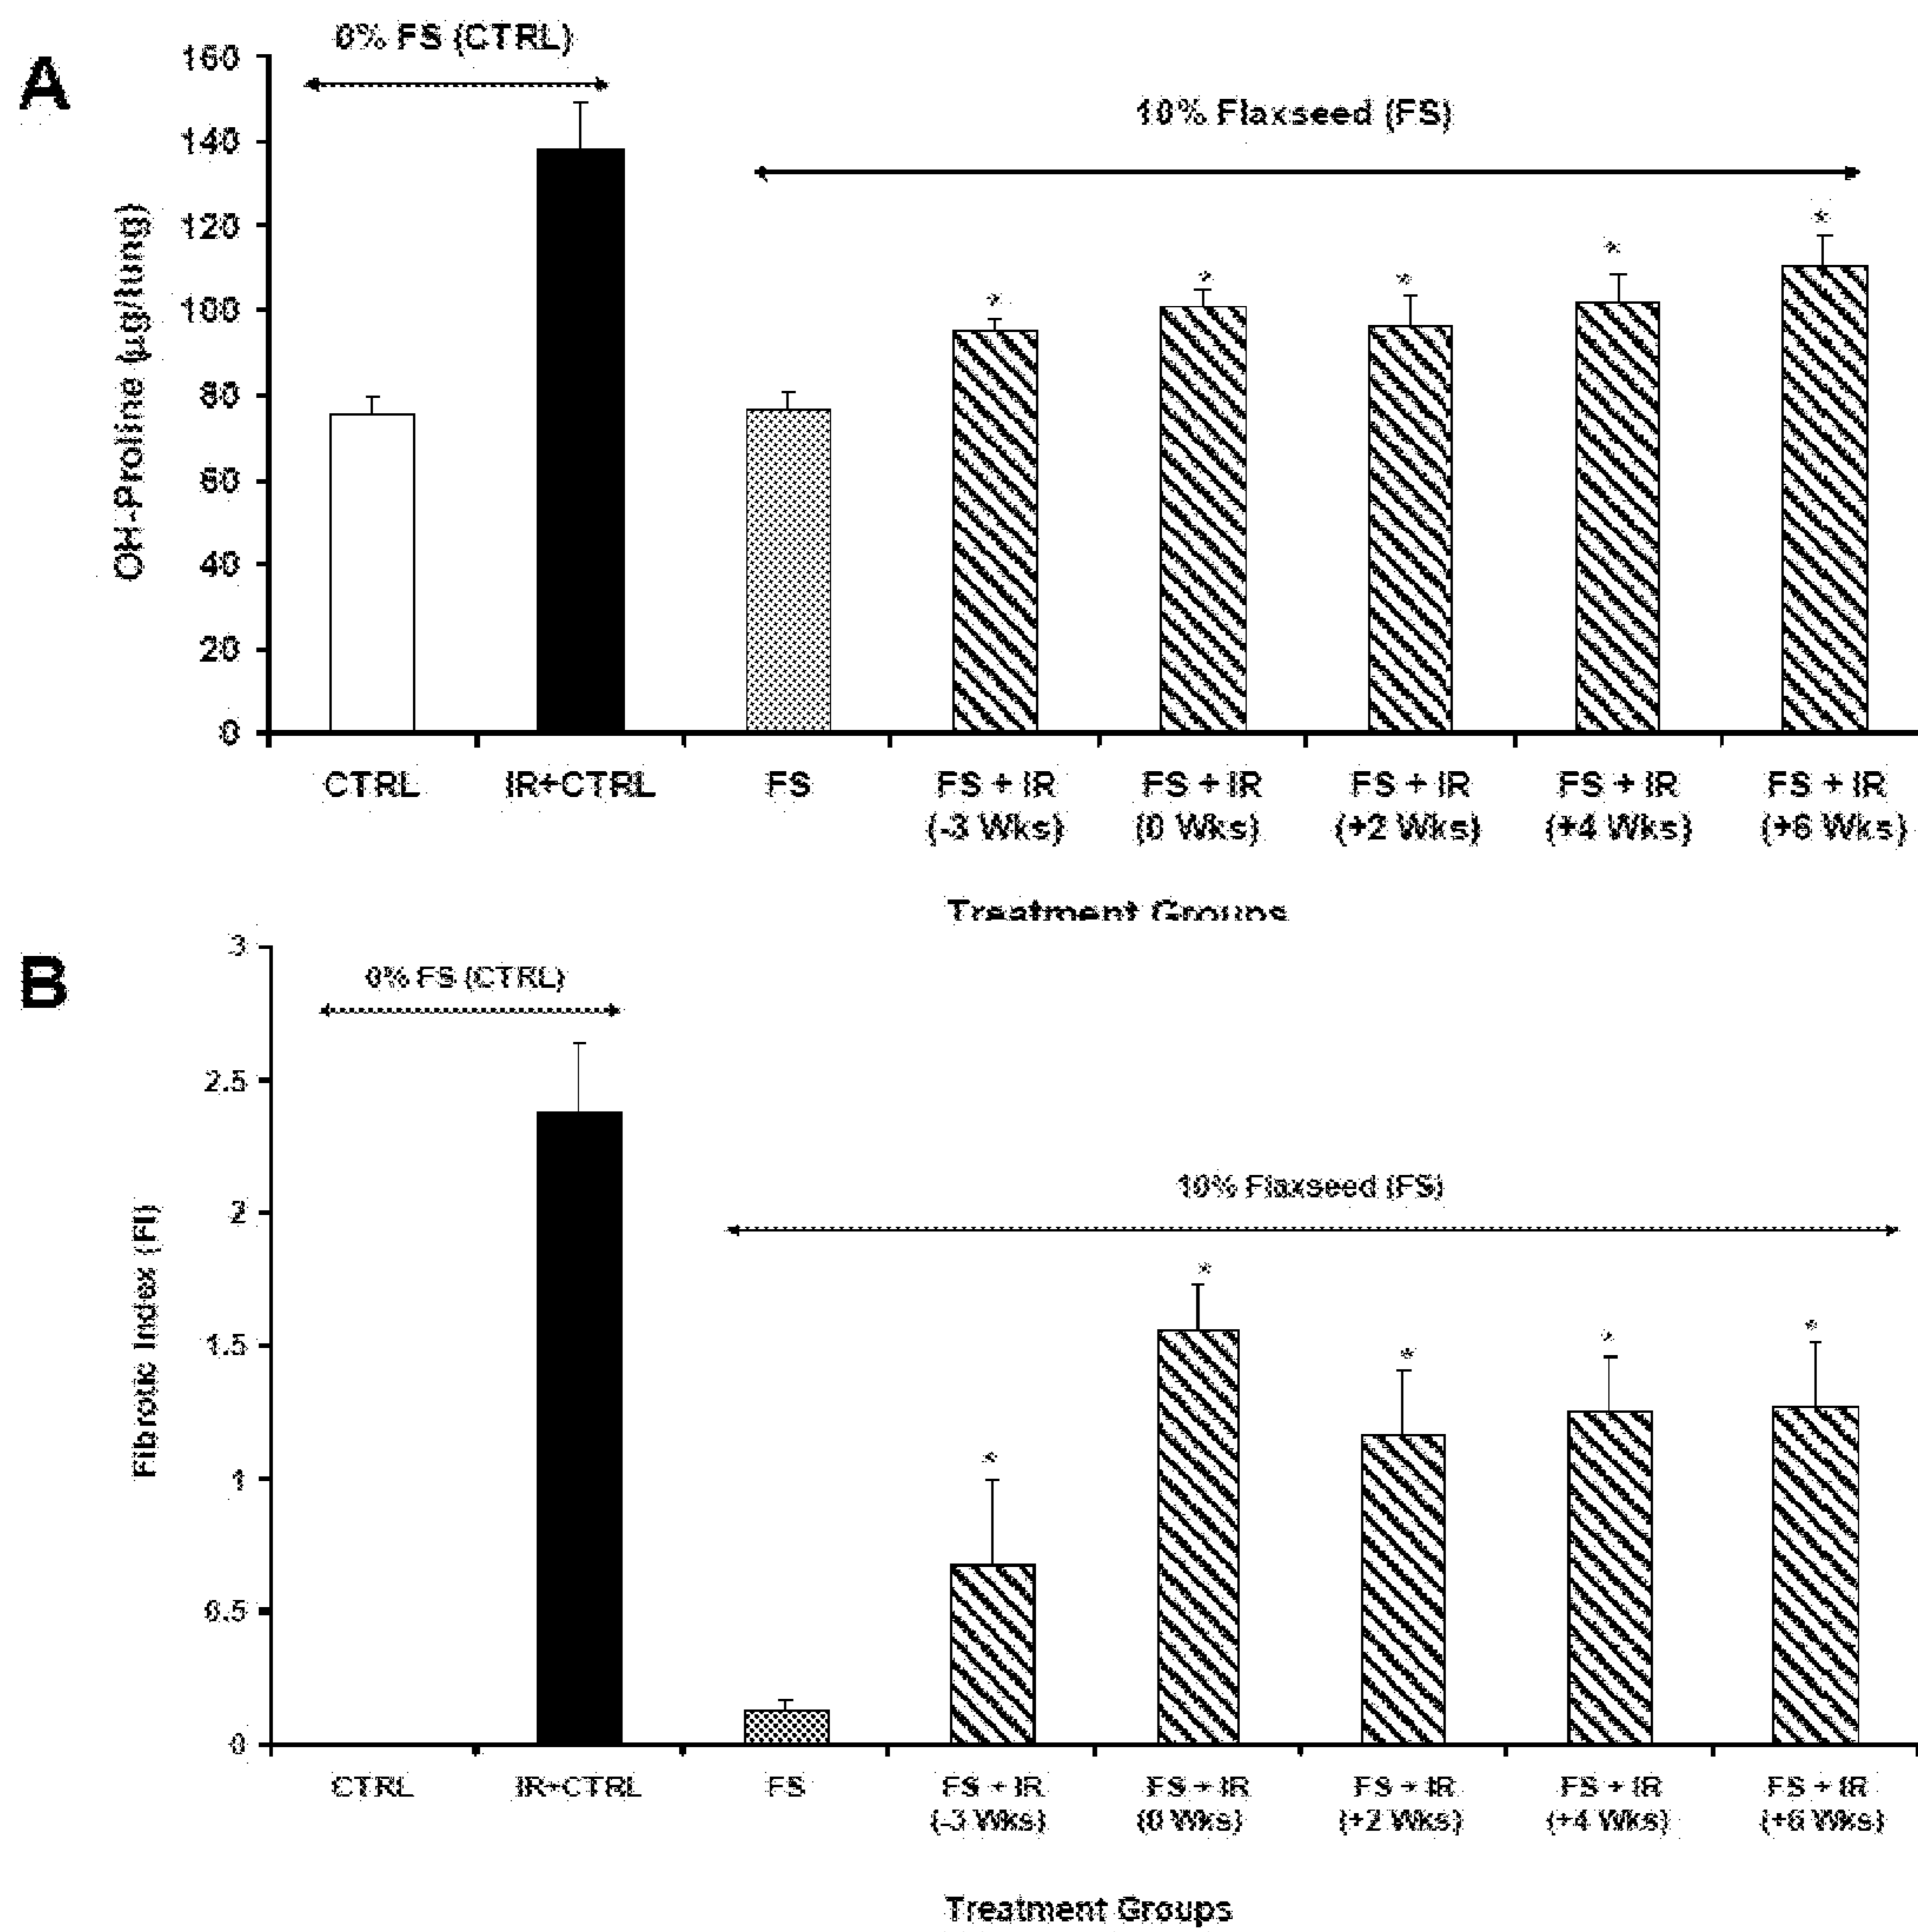 A
0% FS (CTRL)
10% Flaxseed (FS)
OH-Proline (µg/lung)
160
140
120
100
80
60
40
20
0
* * * * *
CTRL IR+CTRL FS FS + IR FS + IR FS + IR FS + IR FS + IR
(-3 Wks) (0 Wks) (+2 Wks) (+4 Wks) (+6 Wks)
Treatment Groups
B
0% FS (CTRL)
10% Flaxseed (FS)
Fibrotic Index (FI)
3
2.5
2
1.5
1
0.5
0
* * * * *
CTRL IR+CTRL FS FS + IR FS + IR FS + IR FS + IR FS + IR
(-3 Wks) (0 Wks) (+2 Wks) (+4 Wks) (+6 Wks)
Treatment Groups